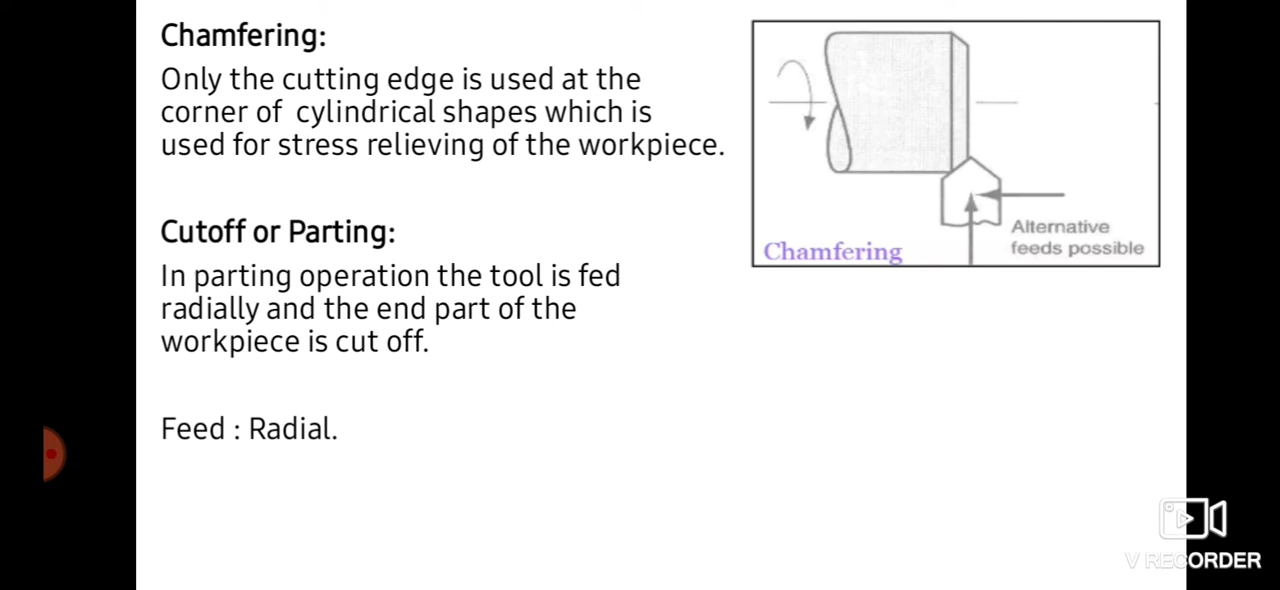 Chamfering:
Only the cutting edge is used at the
corner of cylindrical shapes which is
used for stress relieving of the workpiece.
Cutoff or Parting:
In parting operation the tool is fed
radially and the end part of the
workpiece is cut off.
Feed : Radial.
Alternative
feeds possible
Chamfering
V RECORDER